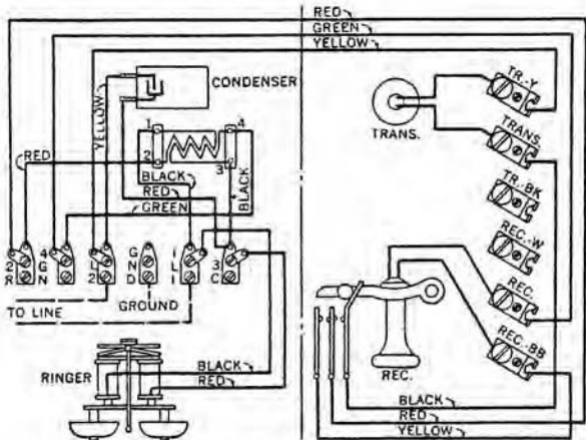 RED
GREEN
YELLOW
CONDENSER
YELLOW
1
4
2
3
RED
BLACK
RED
BLACK
GREEN
2
R
4
G
N
L
2
G
N
D
1
L
3
C
TO LINE
GROUND
RINGER
BLACK
RED
TRANS.
TR.-Y
TRANS.
TR.-BK
REC.-W
REC.
REC.-BB
REC.
BLACK
RED
YELLOW